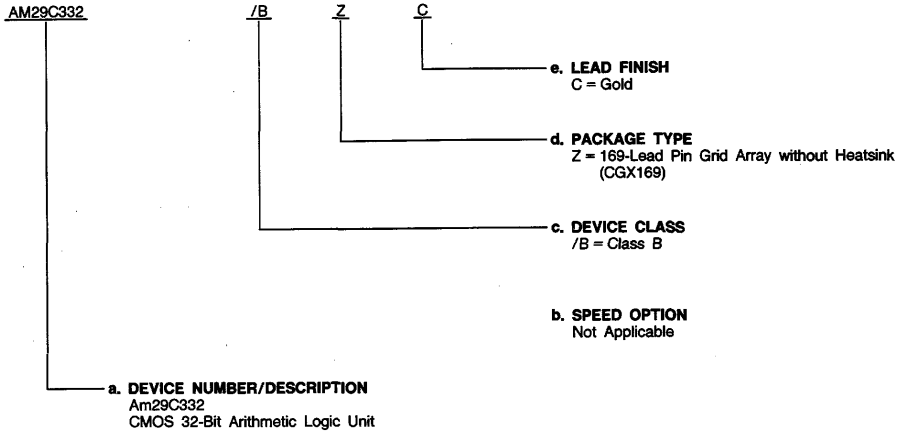 AM29C332 /B Z C
e. LEAD FINISH
C = Gold
d. PACKAGE TYPE
Z = 169-Lead Pin Grid Array without Heatsink
(CGX169)
c. DEVICE CLASS
/B = Class B
b. SPEED OPTION
Not Applicable
a. DEVICE NUMBER/DESCRIPTION
Am29C332
CMOS 32-Bit Arithmetic Logic Unit